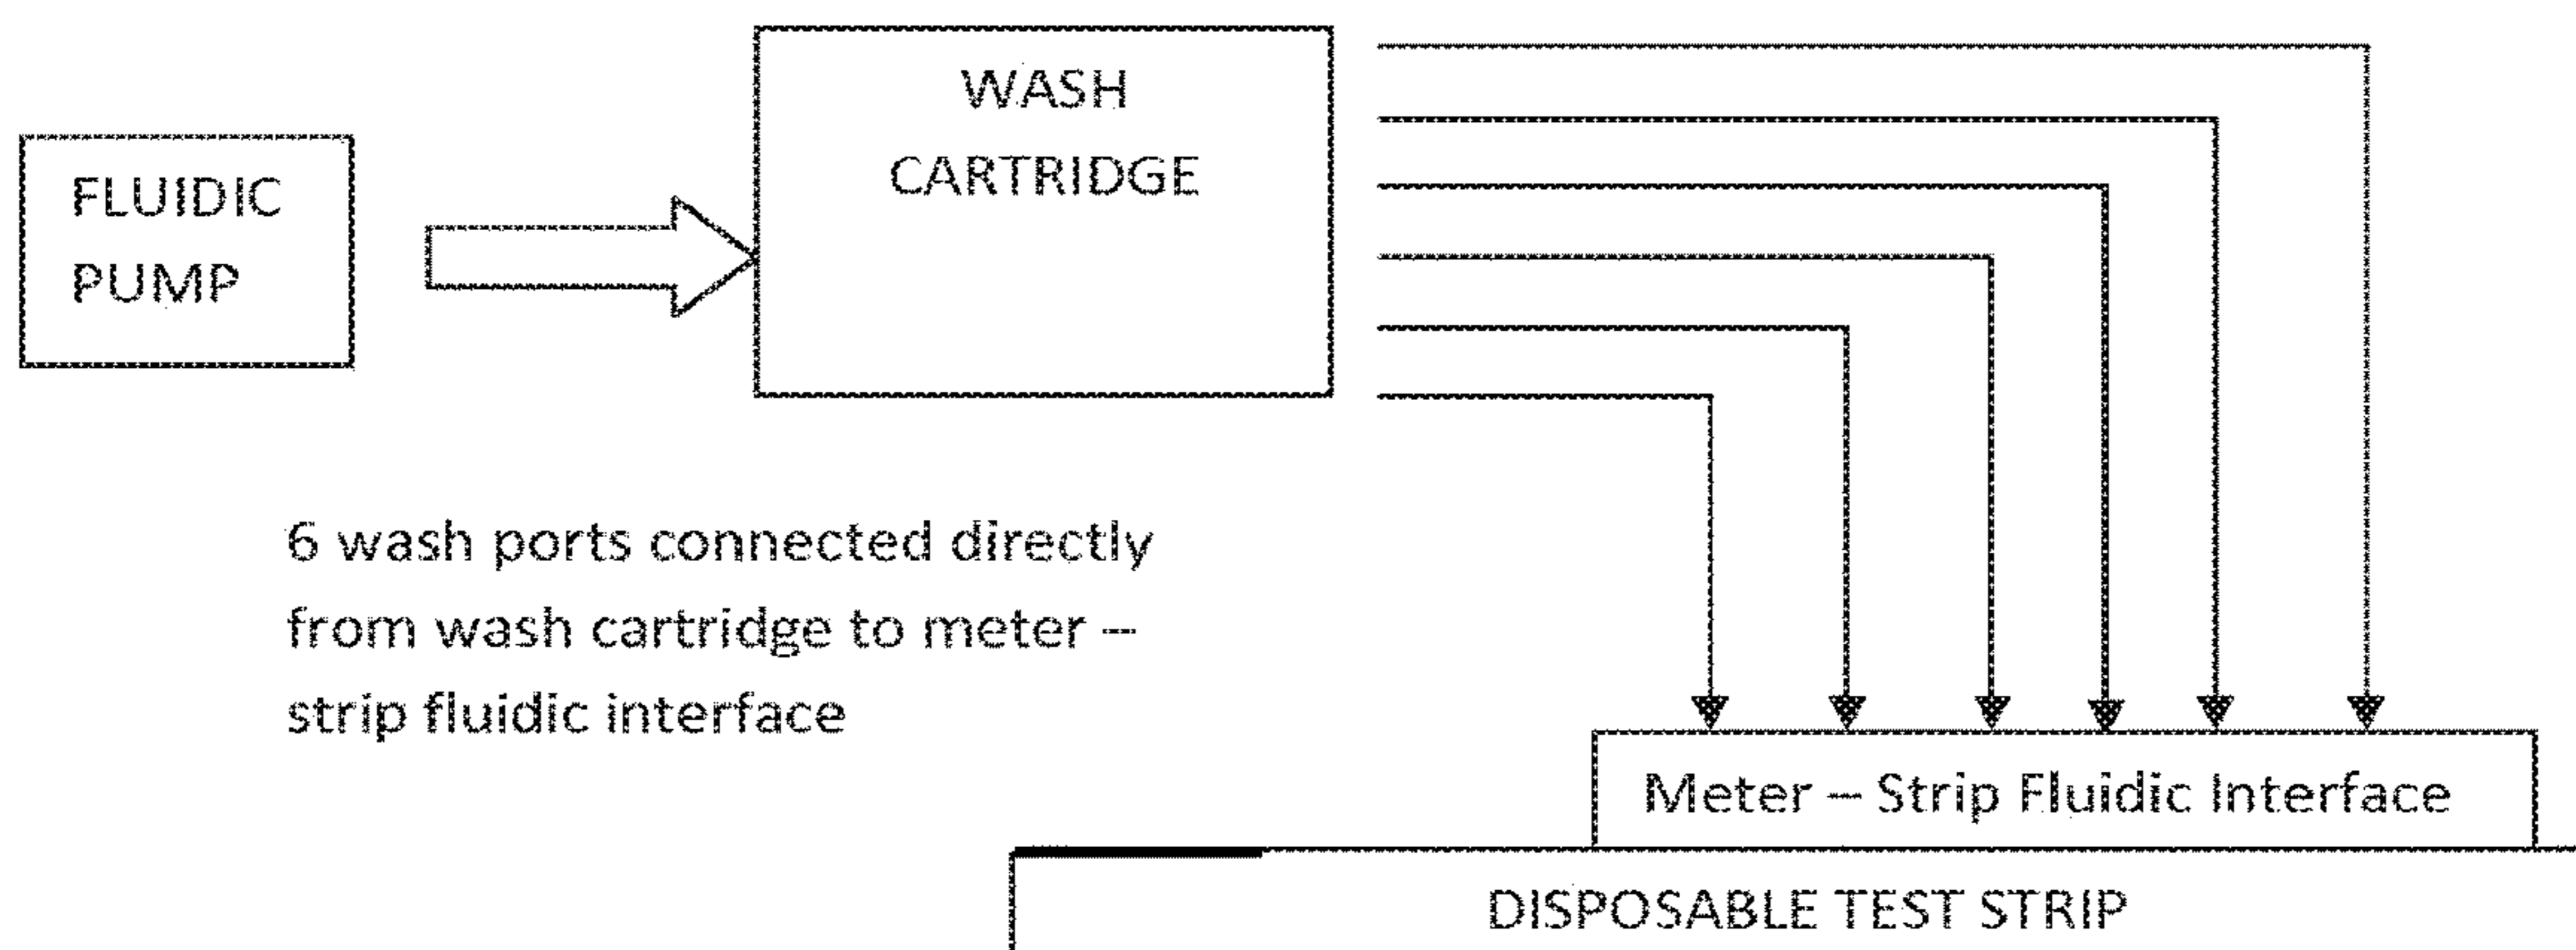 WASH
CARTRIDGE
FLUIDIC
PUMP
6 wash ports connected directly
from wash cartridge to meter –
strip fluidic interface
Meter – Strip Fluidic Interface
DISPOSABLE TEST STRIP